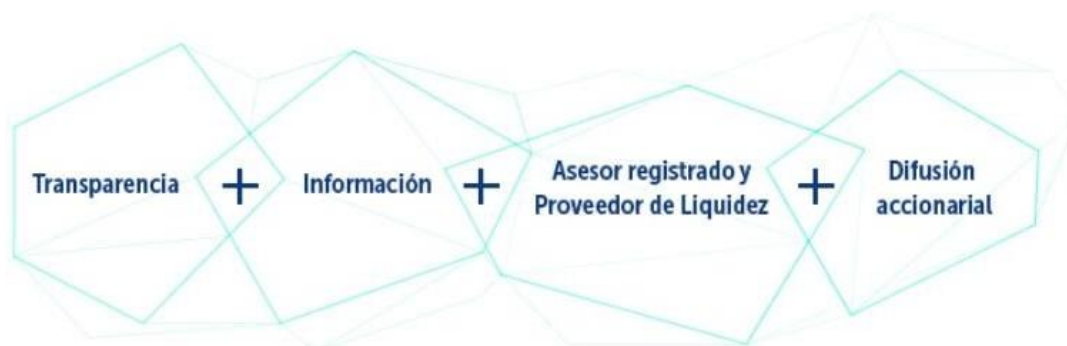 Transparencia
+
Información
+
Asesor registrado y
Proveedor de Liquidez
+
Difusión
accionarial